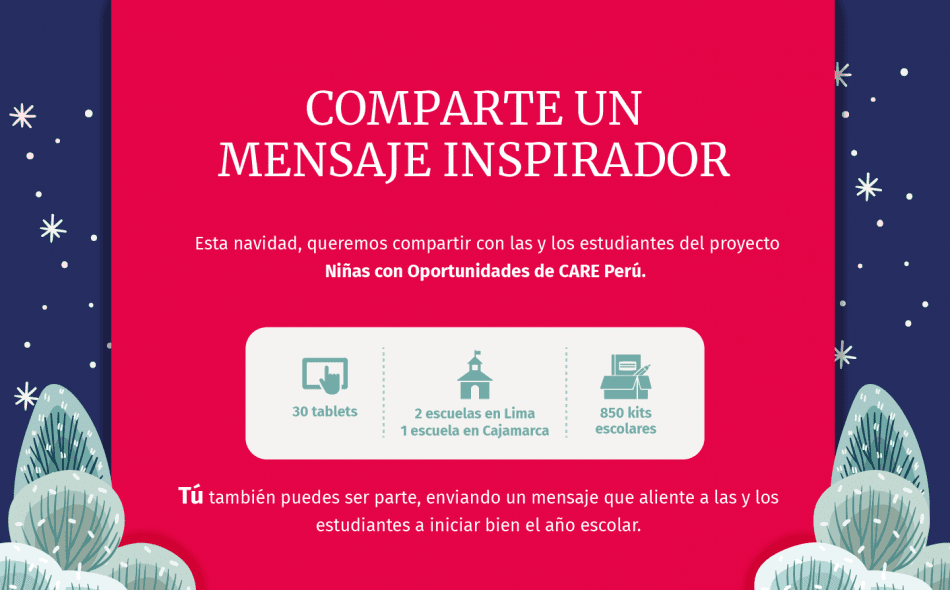 COMPARTE UN
MENSAJE INSPIRADOR
Esta navidad, queremos compartir con las y los estudiantes del proyecto
Niñas con Oportunidades de CARE Perú.
30 tablets
2 escuelas en Lima
1 escuela en Cajamarca
850 kits
escolares
Tú también puedes ser parte, enviando un mensaje que aliente a las y los
estudiantes a iniciar bien el año escolar.